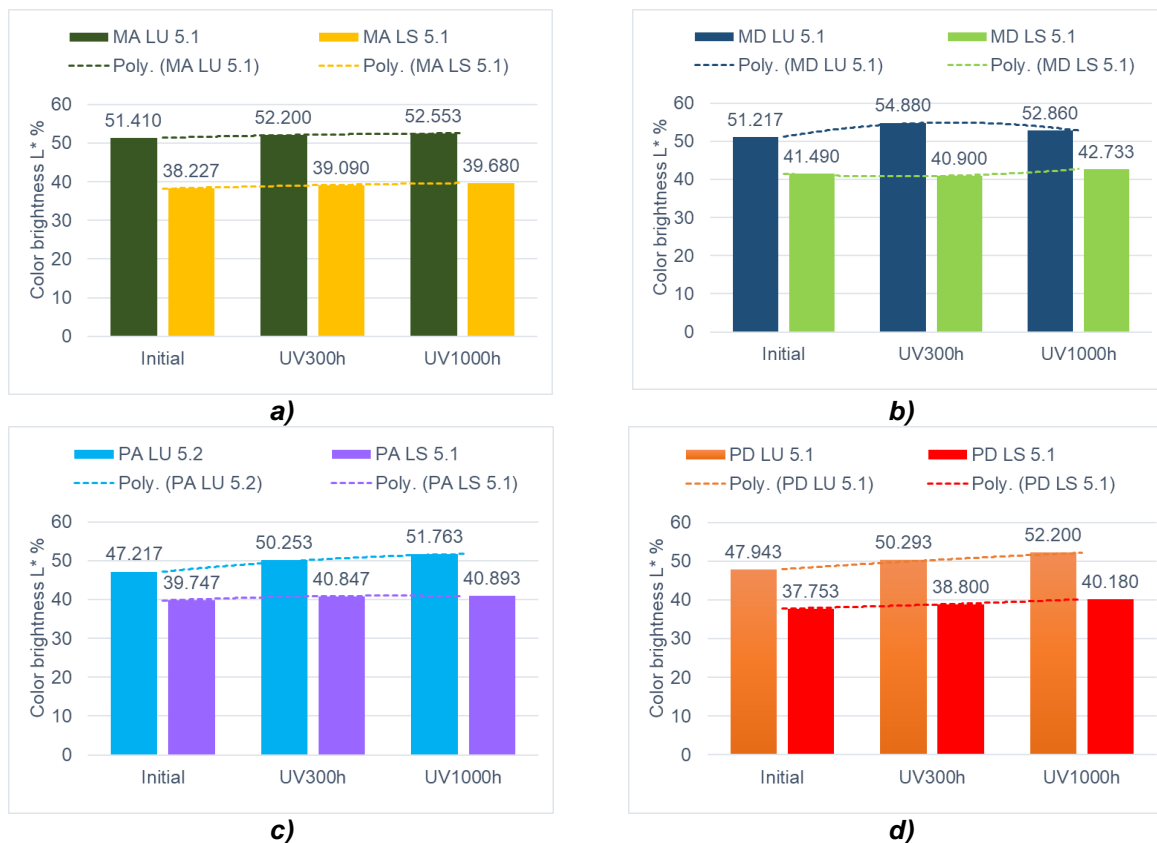 MA LU 5.1 MA LS 5.1
Poly. (MA LU 5.1) Poly. (MA LS 5.1)
Color brightness L* %
60
50
40
30
20
10
0
51.410 52.200 52.553
38.227 39.090 39.680
Initial UV300h UV1000h
a)
MD LU 5.1 MD LS 5.1
Poly. (MD LU 5.1) Poly. (MD LS 5.1)
Color brightness L* %
60
50
40
30
20
10
0
51.217 54.880 52.860
41.490 40.900 42.733
Initial UV300h UV1000h
b)
PA LU 5.2 PA LS 5.1
Poly. (PA LU 5.2) Poly. (PA LS 5.1)
Color brightness L* %
60
50
40
30
20
10
0
47.217 50.253 51.763
39.747 40.847 40.893
Initial UV300h UV1000h
c)
PD LU 5.1 PD LS 5.1
Poly. (PD LU 5.1) Poly. (PD LS 5.1)
Color brightness L* %
60
50
40
30
20
10
0
47.943 50.293 52.200
37.753 38.800 40.180
Initial UV300h UV1000h
d)